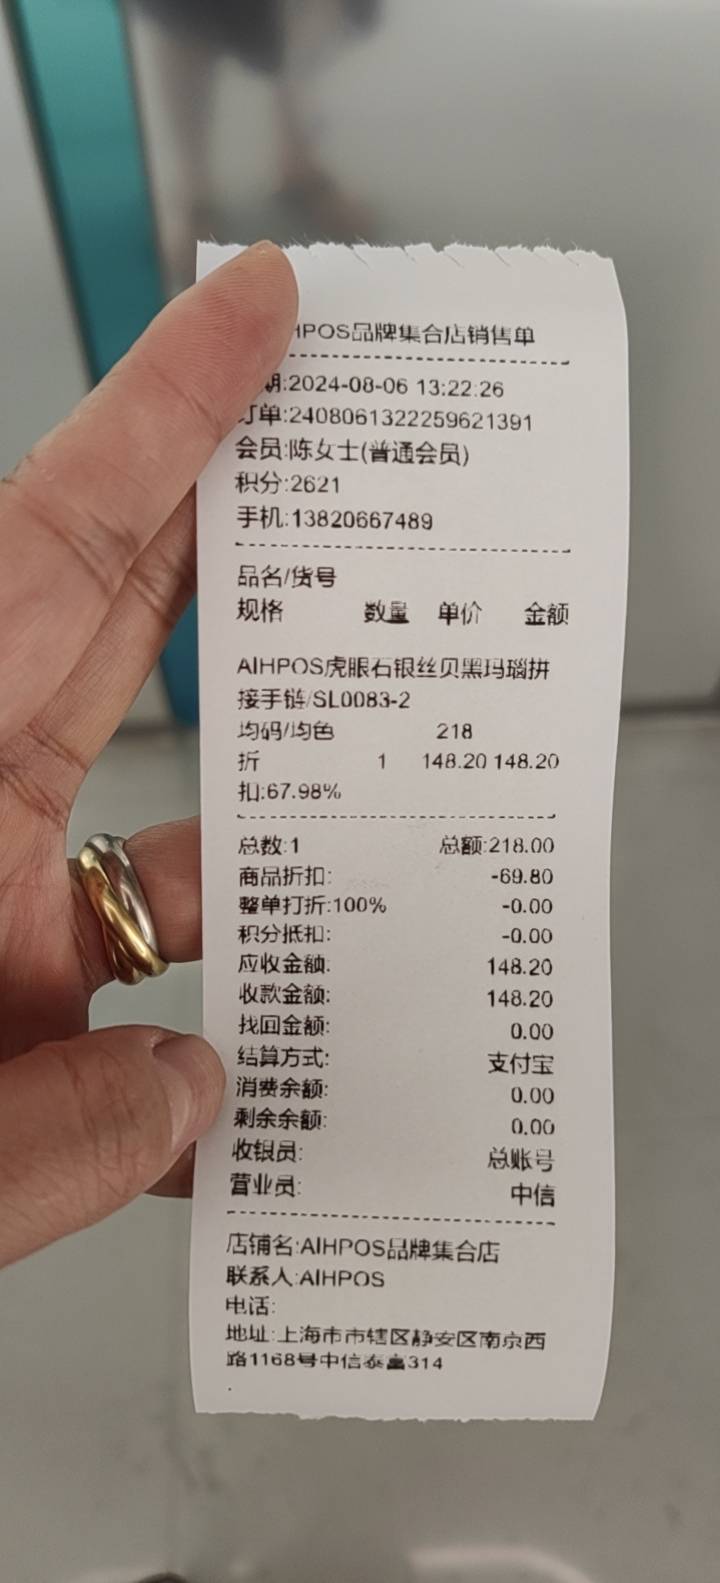 HPOS品牌集合店销售单
期:2024-08-06 13:22:26
订单:2408061322259621391
会员:陈女士(普通会员)
积分:2621
手机:13820667489
品名/货号
规格 数量 单价 金额
AIHPOS虎眼石银丝贝黑玛瑙拼
接手链/SL0083-2
均码/均色 218
折 1 148.20 148.20
扣:67.98%
总数:1 总额:218.00
商品折扣: -69.80
整单打折:100% -0.00
积分抵扣: -0.00
应收金额: 148.20
收款金额: 148.20
找回金额: 0.00
结算方式: 支付宝
消费余额: 0.00
剩余余额: 0.00
收银员: 总账号
营业员: 中信
店铺名:AIHPOS品牌集合店
联系人:AIHPOS
电话:
地址:上海市市辖区静安区南京西
路1168号中信泰富314
.